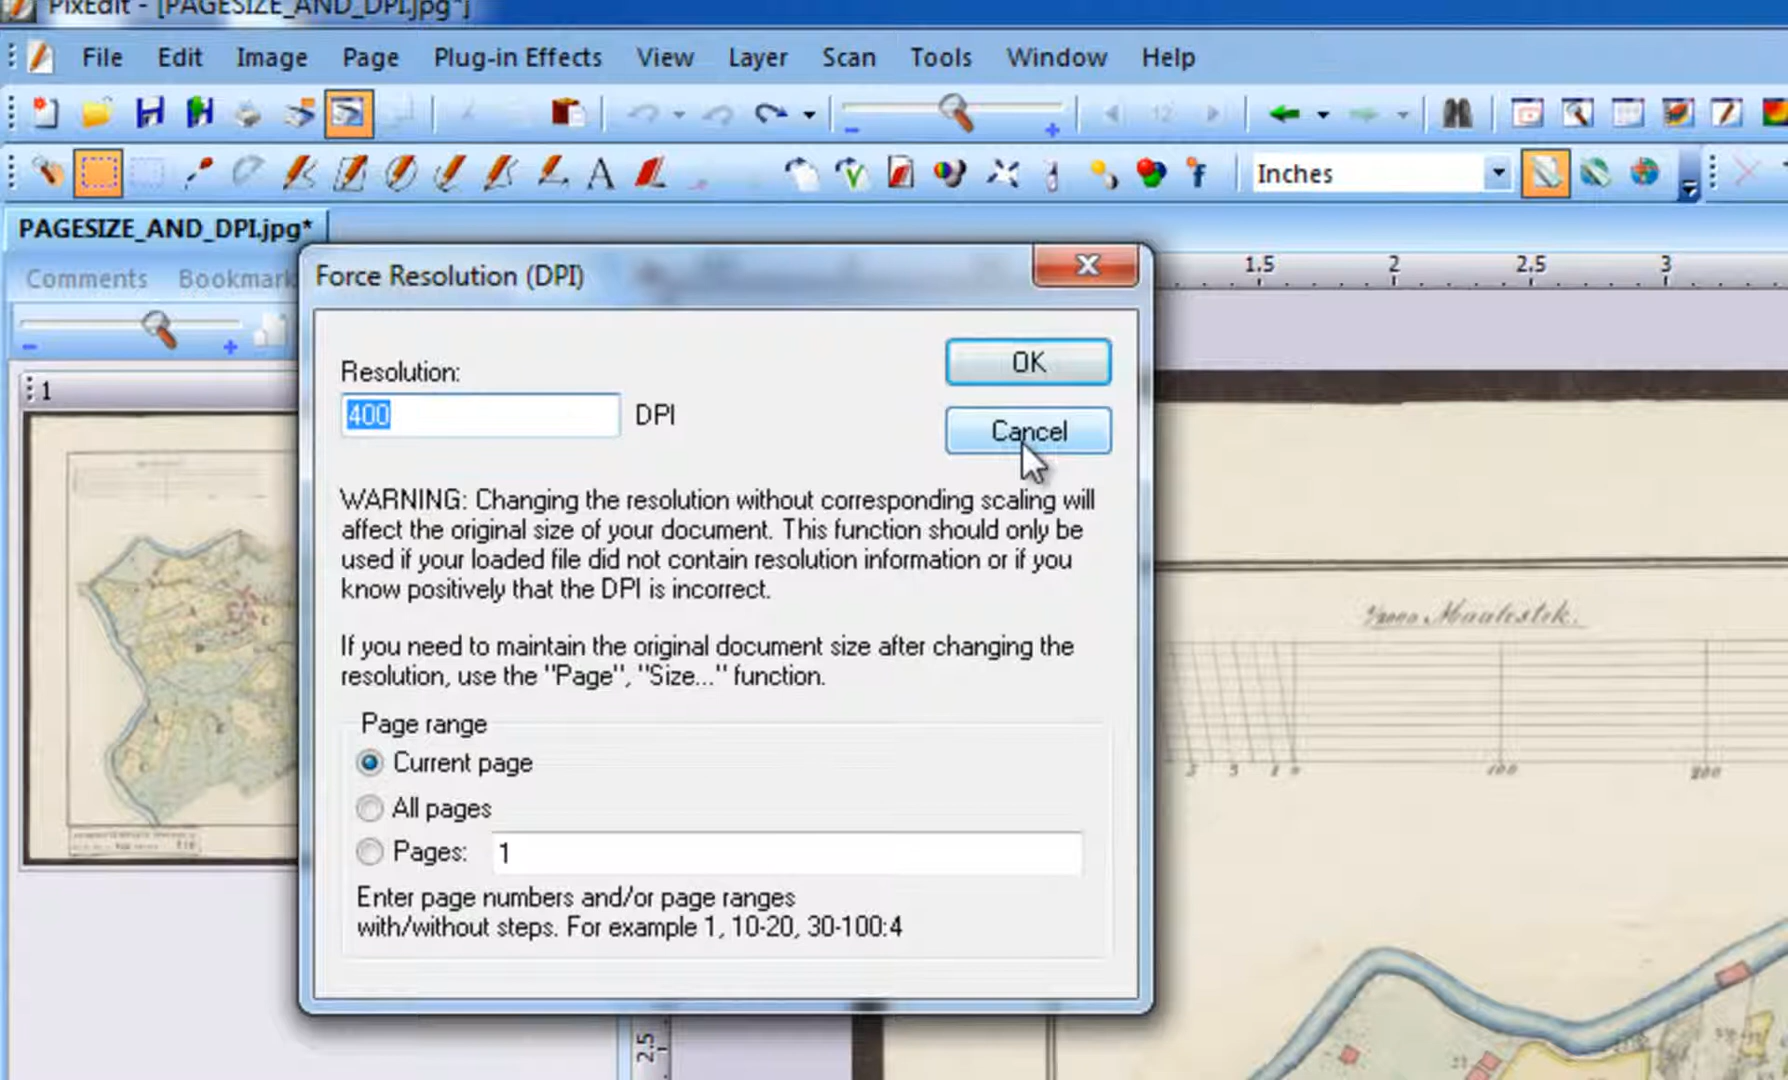 PixEdit - [PAGESIZE_AND_DPI.jpg*]
File Edit Image Page Plug-in Effects View Layer Scan Tools Window Help
Inches
PAGESIZE_AND_DPI.jpg*
Comments Bookmark
1.5 2 2.5 3
Force Resolution (DPI)
1
Resolution:
OK
400 DPI
Cancel
WARNING: Changing the resolution without corresponding scaling will
affect the original size of your document. This function should only be
used if your loaded file did not contain resolution information or if you
know positively that the DPI is incorrect.
If you need to maintain the original document size after changing the
resolution, use the "Page", "Size..." function.
Page range
Current page
All pages
Pages: 1
Enter page numbers and/or page ranges
with/without steps. For example 1, 10-20, 30-100:4
100 200
2.5